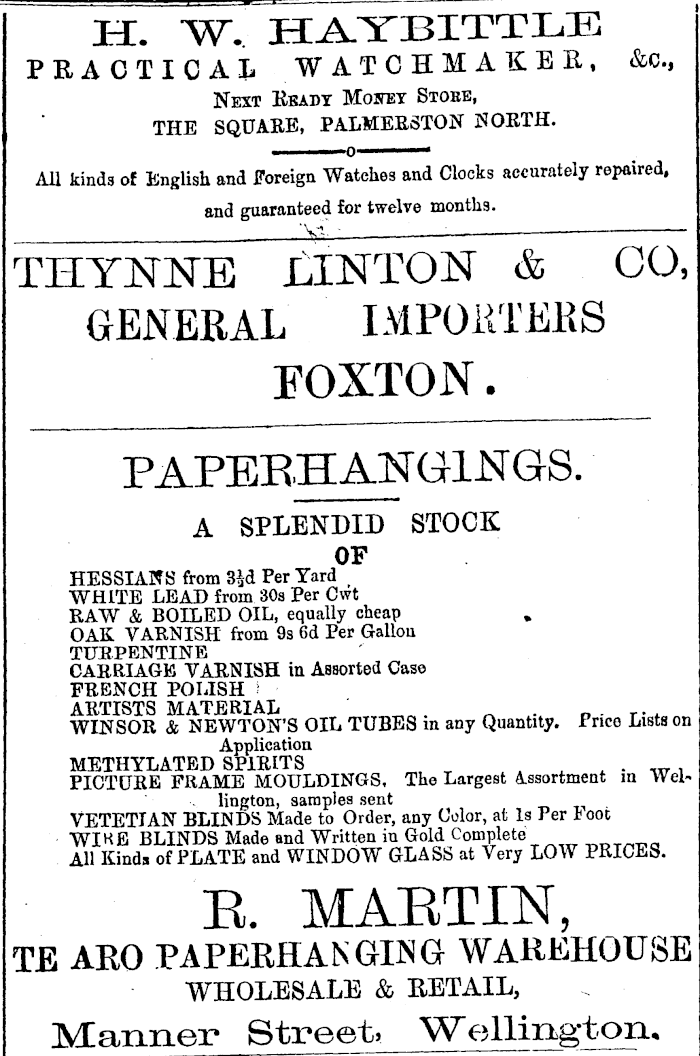 H. W. HAYBITTLE
PRACTICAL WATCHMAKER, &c.,
NEXT READY MONEY STORE,
THE SQUARE, PALMERSTON NORTH.
All kinds of English and Foreign Watches and Clocks accurately repaired,
and guaranteed for twelve months.
THYNNE LINTON & CO,
GENERAL IMPORTERS
FOXTON.
PAPERHANGINGS.
A SPLENDID STOCK
OF
HESSIANS from 3½d Per Yard
WHITE LEAD from 30s Per Cwt
RAW & BOILED OIL, equally cheap
OAK VARNISH from 9s 6d Per Gallon
TURPENTINE
CARRIAGE VARNISH in Assorted Case
FRENCH POLISH
ARTISTS MATERIAL
WINSOR & NEWTON'S OIL TUBES in any Quantity. Price Lists on
Application
METHYLATED SPIRITS
PICTURE FRAME MOULDINGS, The Largest Assortment in Wel-
lington, samples sent
VETETIAN BLINDS Made to Order, any Color, at 1s Per Foot
WIRE BLINDS Made and Written in Gold Complete
All Kinds of PLATE and WINDOW GLASS at Very LOW PRICES.
R. MARTIN,
TE ARO PAPERHANGING WAREHOUSE
WHOLESALE & RETAIL,
Manner Street, Wellington.